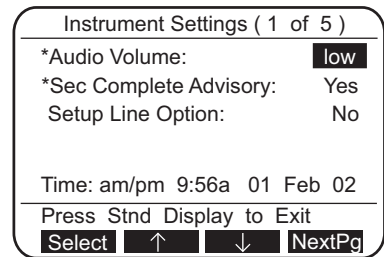 Instrument Settings ( 1 of 5 )
*Audio Volume: low
*Sec Complete Advisory: Yes
Setup Line Option: No
Time: am/pm 9:56a 01 Feb 02
Press Stnd Display to Exit
Select ↑ ↓ NextPg